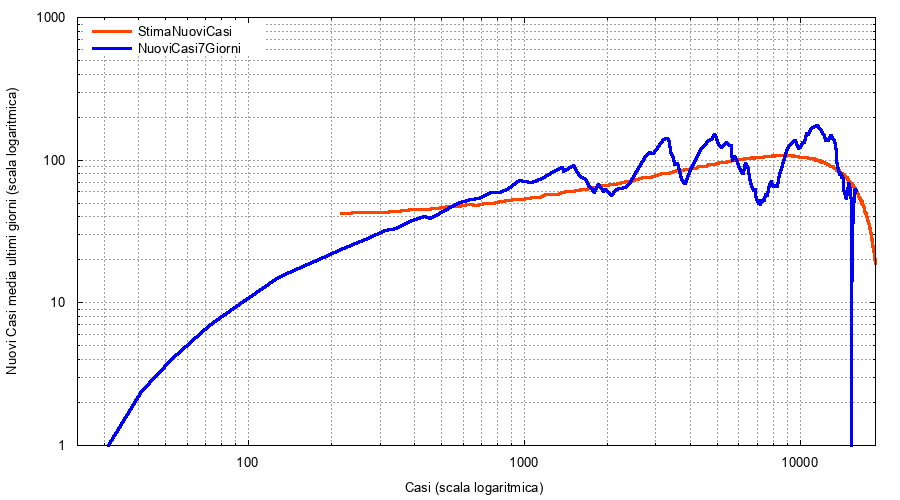 1000
StimaNuoviCasi
NuoviCasi7Giorni
100
10
1
100
1000
10000
Nuovi Casi media ultimi giorni (scala logaritmica)
Casi (scala logaritmica)